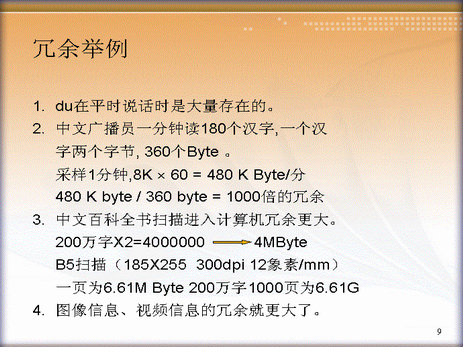 冗余举例
1. du在平时说话时是大量存在的。
2. 中文广播员一分钟读180个汉字,一个汉
字两个字节, 360个Byte 。
采样1分钟,8K × 60 = 480 K Byte/分
480 K byte / 360 byte = 1000倍的冗余
3. 中文百科全书扫描进入计算机冗余更大。
200万字X2=4000000 → 4MByte
B5扫描（185X255 300dpi 12象素/mm）
一页为6.61M Byte 200万字1000页为6.61G
4. 图像信息、视频信息的冗余就更大了。
9